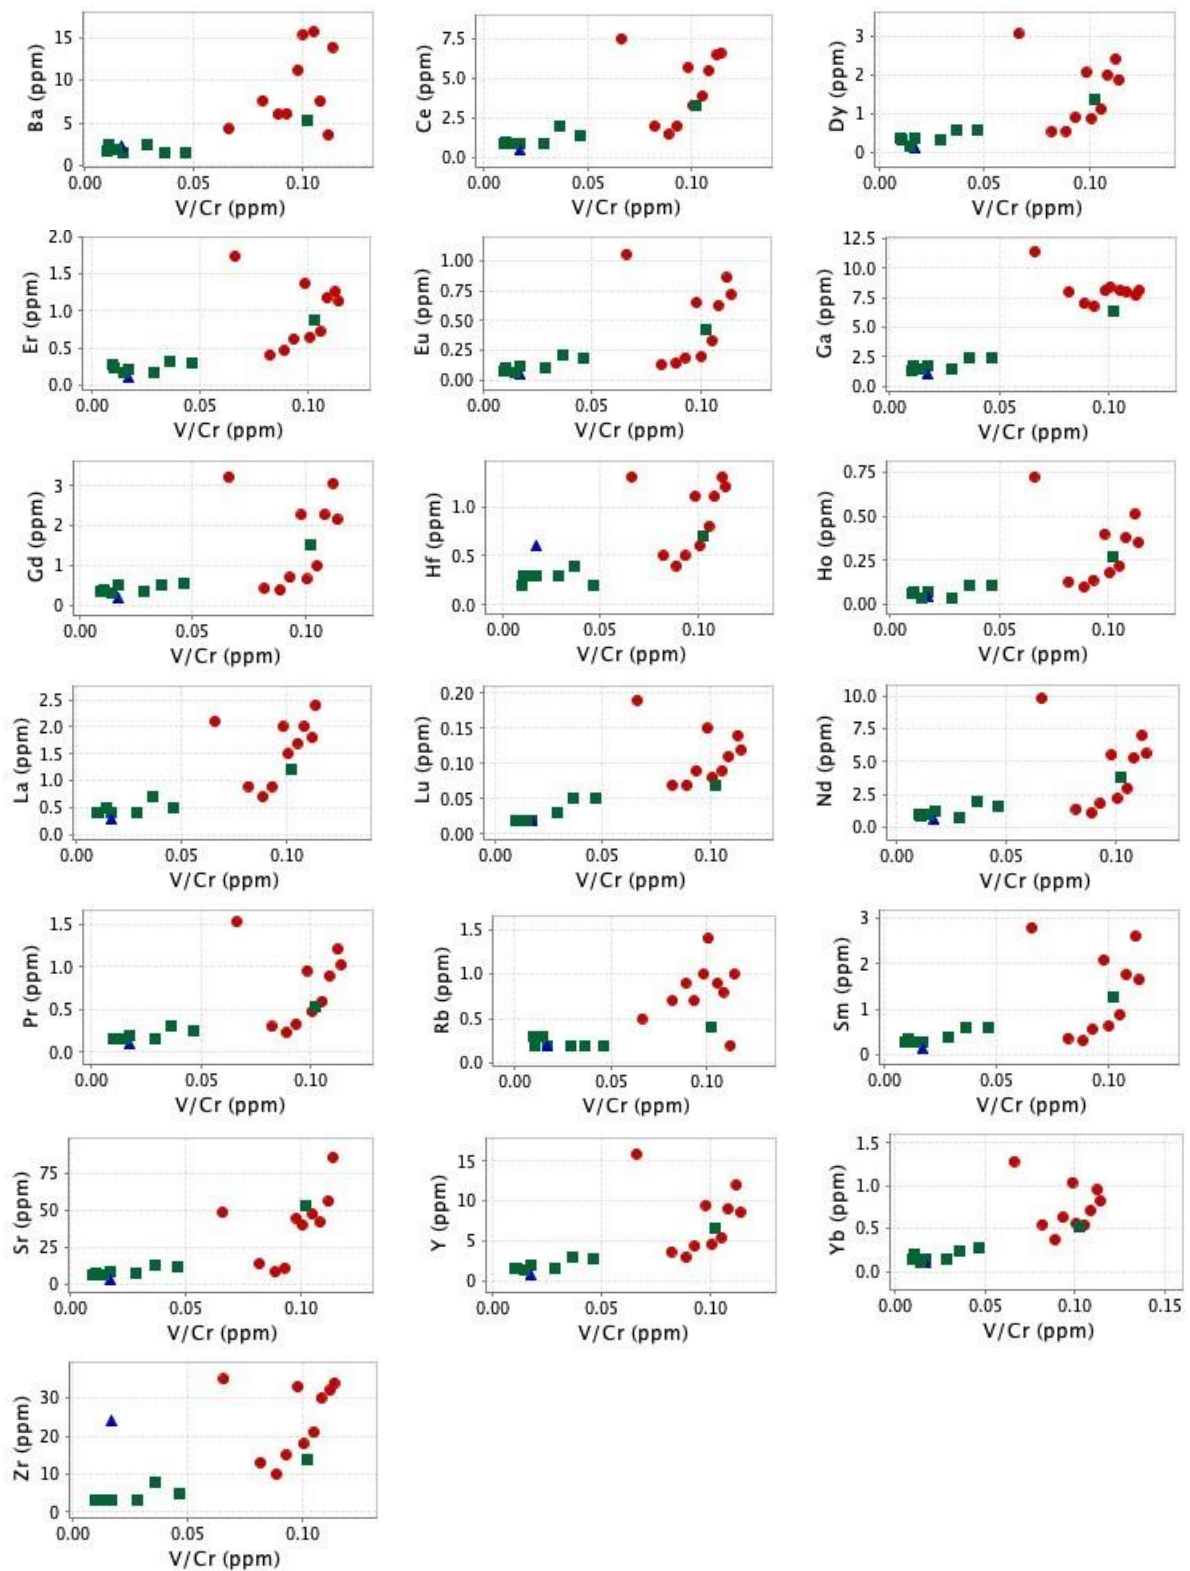 Ba (ppm)
15
10
5
0
0.00 0.05 0.10
V/Cr (ppm)
Ce (ppm)
7.5
5.0
2.5
0.0
0.00 0.05 0.10
V/Cr (ppm)
Dy (ppm)
3
2
1
0
0.00 0.05 0.10
V/Cr (ppm)
Er (ppm)
2.0
1.5
1.0
0.5
0.0
0.00 0.05 0.10
V/Cr (ppm)
Eu (ppm)
1.00
0.75
0.50
0.25
0.00
0.00 0.05 0.10
V/Cr (ppm)
Ga (ppm)
12.5
10.0
7.5
5.0
2.5
0.0
0.00 0.05 0.10
V/Cr (ppm)
Gd (ppm)
3
2
1
0
0.00 0.05 0.10
V/Cr (ppm)
Hf (ppm)
1.0
0.5
0.0
0.00 0.05 0.10
V/Cr (ppm)
Ho (ppm)
0.75
0.50
0.25
0.00
0.00 0.05 0.10
V/Cr (ppm)
La (ppm)
2.5
2.0
1.5
1.0
0.5
0.0
0.00 0.05 0.10
V/Cr (ppm)
Lu (ppm)
0.20
0.15
0.10
0.05
0.00
0.00 0.05 0.10
V/Cr (ppm)
Nd (ppm)
10.0
7.5
5.0
2.5
0.0
0.00 0.05 0.10
V/Cr (ppm)
Pr (ppm)
1.5
1.0
0.5
0.0
0.00 0.05 0.10
V/Cr (ppm)
Rb (ppm)
1.5
1.0
0.5
0.0
0.00 0.05 0.10
V/Cr (ppm)
Sm (ppm)
3
2
1
0
0.00 0.05 0.10
V/Cr (ppm)
Sr (ppm)
75
50
25
0
0.00 0.05 0.10
V/Cr (ppm)
Y (ppm)
15
10
5
0
0.00 0.05 0.10
V/Cr (ppm)
Yb (ppm)
1.5
1.0
0.5
0.0
0.00 0.05 0.10 0.15
V/Cr (ppm)
Zr (ppm)
30
20
10
0
0.00 0.05 0.10
V/Cr (ppm)